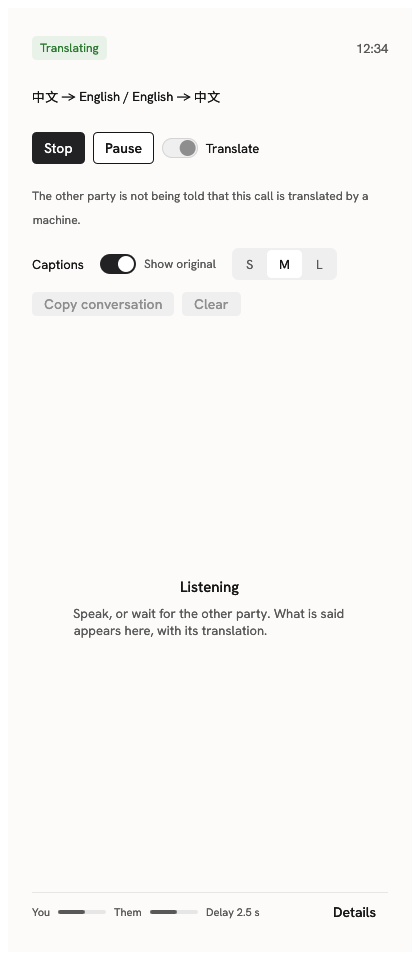 Translating
12:34
中文 → English / English → 中文
Stop
Pause
Translate
The other party is not being told that this call is translated by a
machine.
Captions
Show original
S
M
L
Copy conversation
Clear
Listening
Speak, or wait for the other party. What is said
appears here, with its translation.
You
Them
Delay 2.5 s
Details